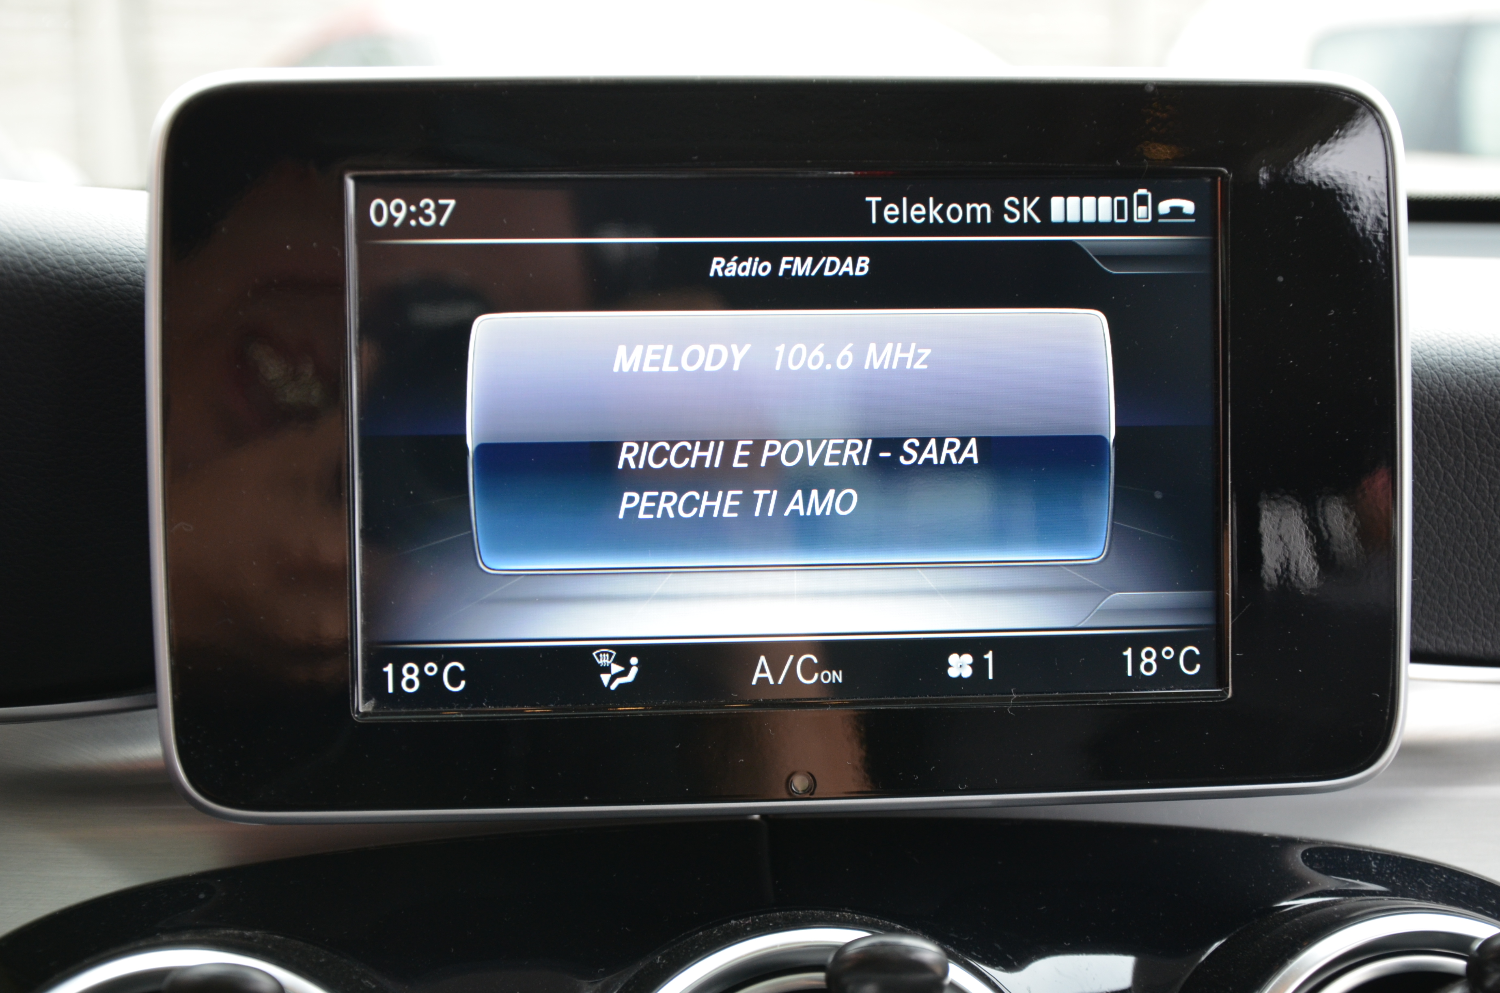 09:37 Telekom SK
Rádio FM/DAB
MELODY 106.6 MHz
RICCHI E POVERI - SARA
PERCHE TI AMO
18°C A/C ON 1 18°C